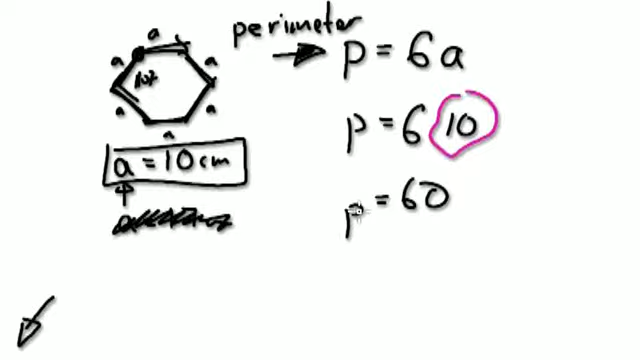 perimeter
a
a
a
a
a
a
10?
P = 6a
P = 6 10
a = 10 cm
P = 60